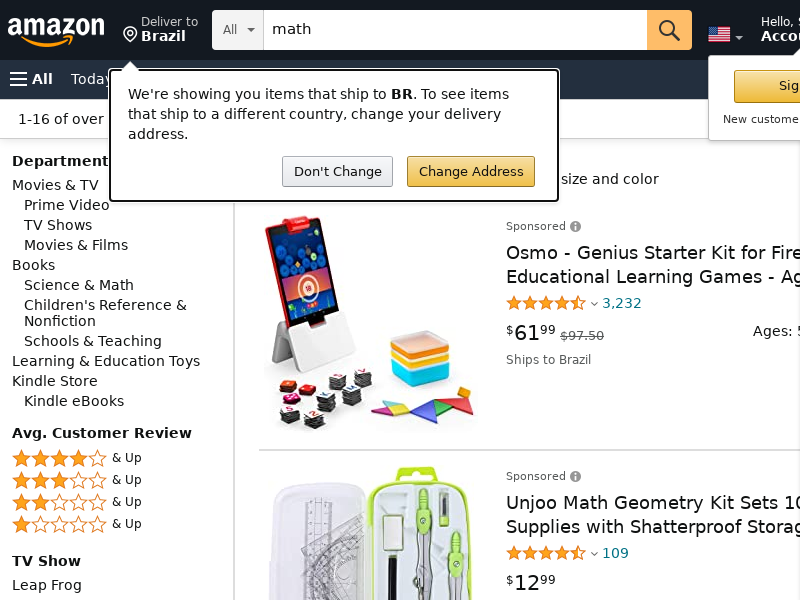 amazon
Deliver to
Brazil
All
math
Hello, S
Accou
All
Today
Sig
New custome
We're showing you items that ship to BR. To see items
that ship to a different country, change your delivery
address.
Don't Change
Change Address
1-16 of over
size and color
Department
Movies & TV
Prime Video
TV Shows
Movies & Films
Books
Science & Math
Children's Reference &
Nonfiction
Schools & Teaching
Learning & Education Toys
Kindle Store
Kindle eBooks
Avg. Customer Review
& Up
& Up
& Up
& Up
TV Show
Leap Frog
Sponsored
Osmo - Genius Starter Kit for Fire
Educational Learning Games - Ag
3,232
$61.99 $97.50
Ages: 5
Ships to Brazil
Sponsored
Unjoo Math Geometry Kit Sets 10
Supplies with Shatterproof Storag
109
$12.99